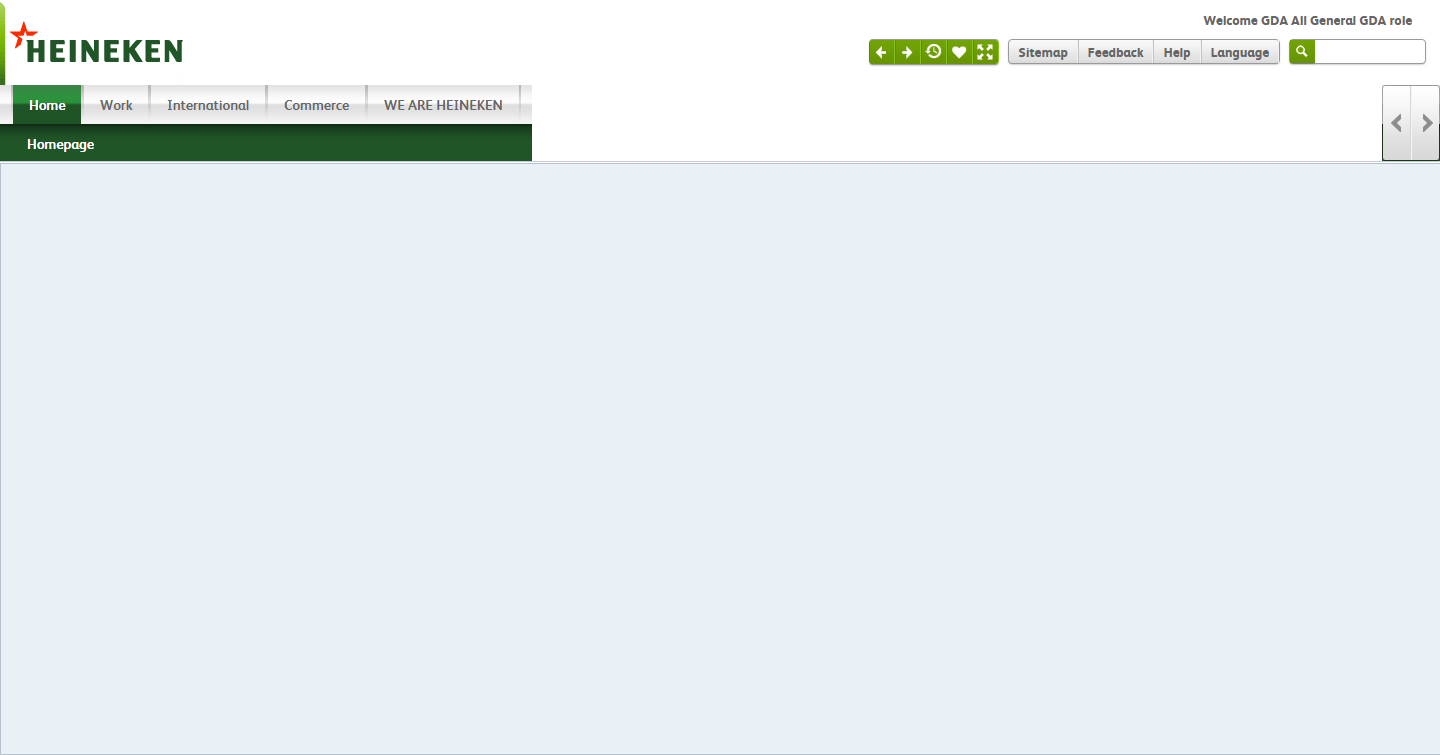 Welcome GDA All General GDA role
HEINEKEN
Sitemap Feedback Help Language
Home Work International Commerce WE ARE HEINEKEN
Homepage